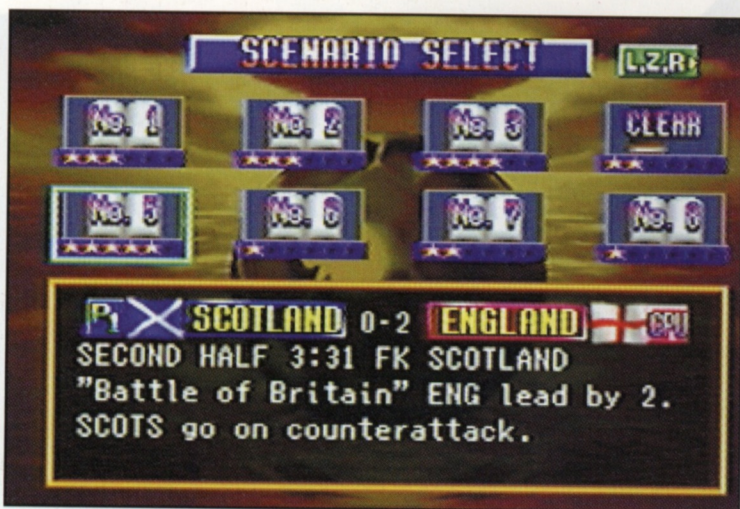 SCENARIO SELECT L,Z,R
No. 1 No. 2 No. 3 CLEAR
No. 5 No. 6 No. 7 No. 8
P1 SCOTLAND 0-2 ENGLAND CPU
SECOND HALF 3:31 FK SCOTLAND
"Battle of Britain" ENG lead by 2.
SCOTS go on counterattack.